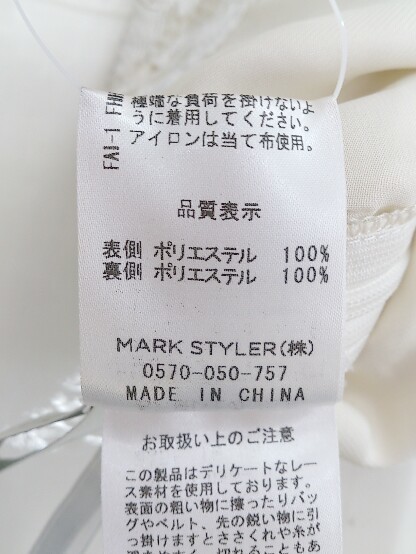 極端な負荷を掛けないよ
うに着用してください。
アイロンは当て布使用。
FAI-1
品質表示
表側 ポリエステル 100%
裏側 ポリエステル 100%
MARK STYLER(株)
0570-050-757
MADE IN CHINA
お取扱い上のご注意
この製品はデリケートなレー
ス素材を使用しております。
表面の粗い物に擦ったりバッ
グやベルト、先の鋭い物に引
っ掛けますとささくれや糸が